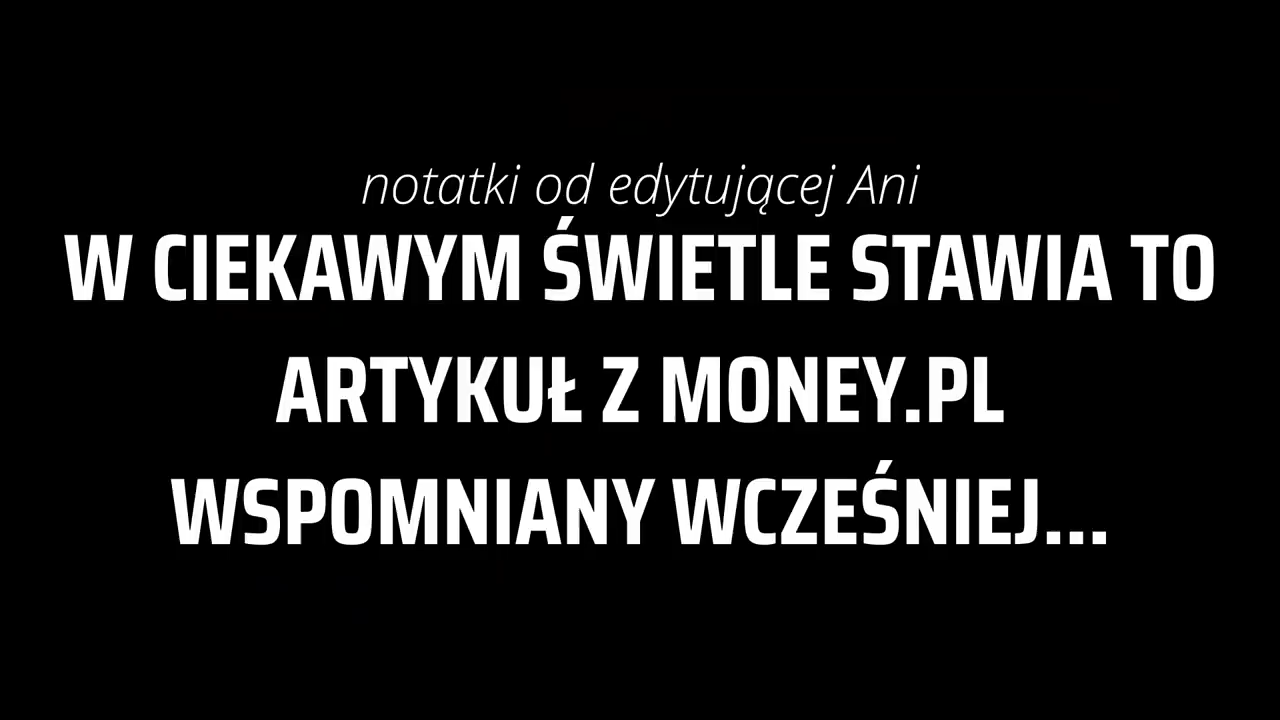 notatki od edytującej Ani
W CIEKAWYM ŚWIETLE STAWIA TO
ARTYKUŁ Z MONEY.PL
WSPOMNIANY WCZEŚNIEJ...